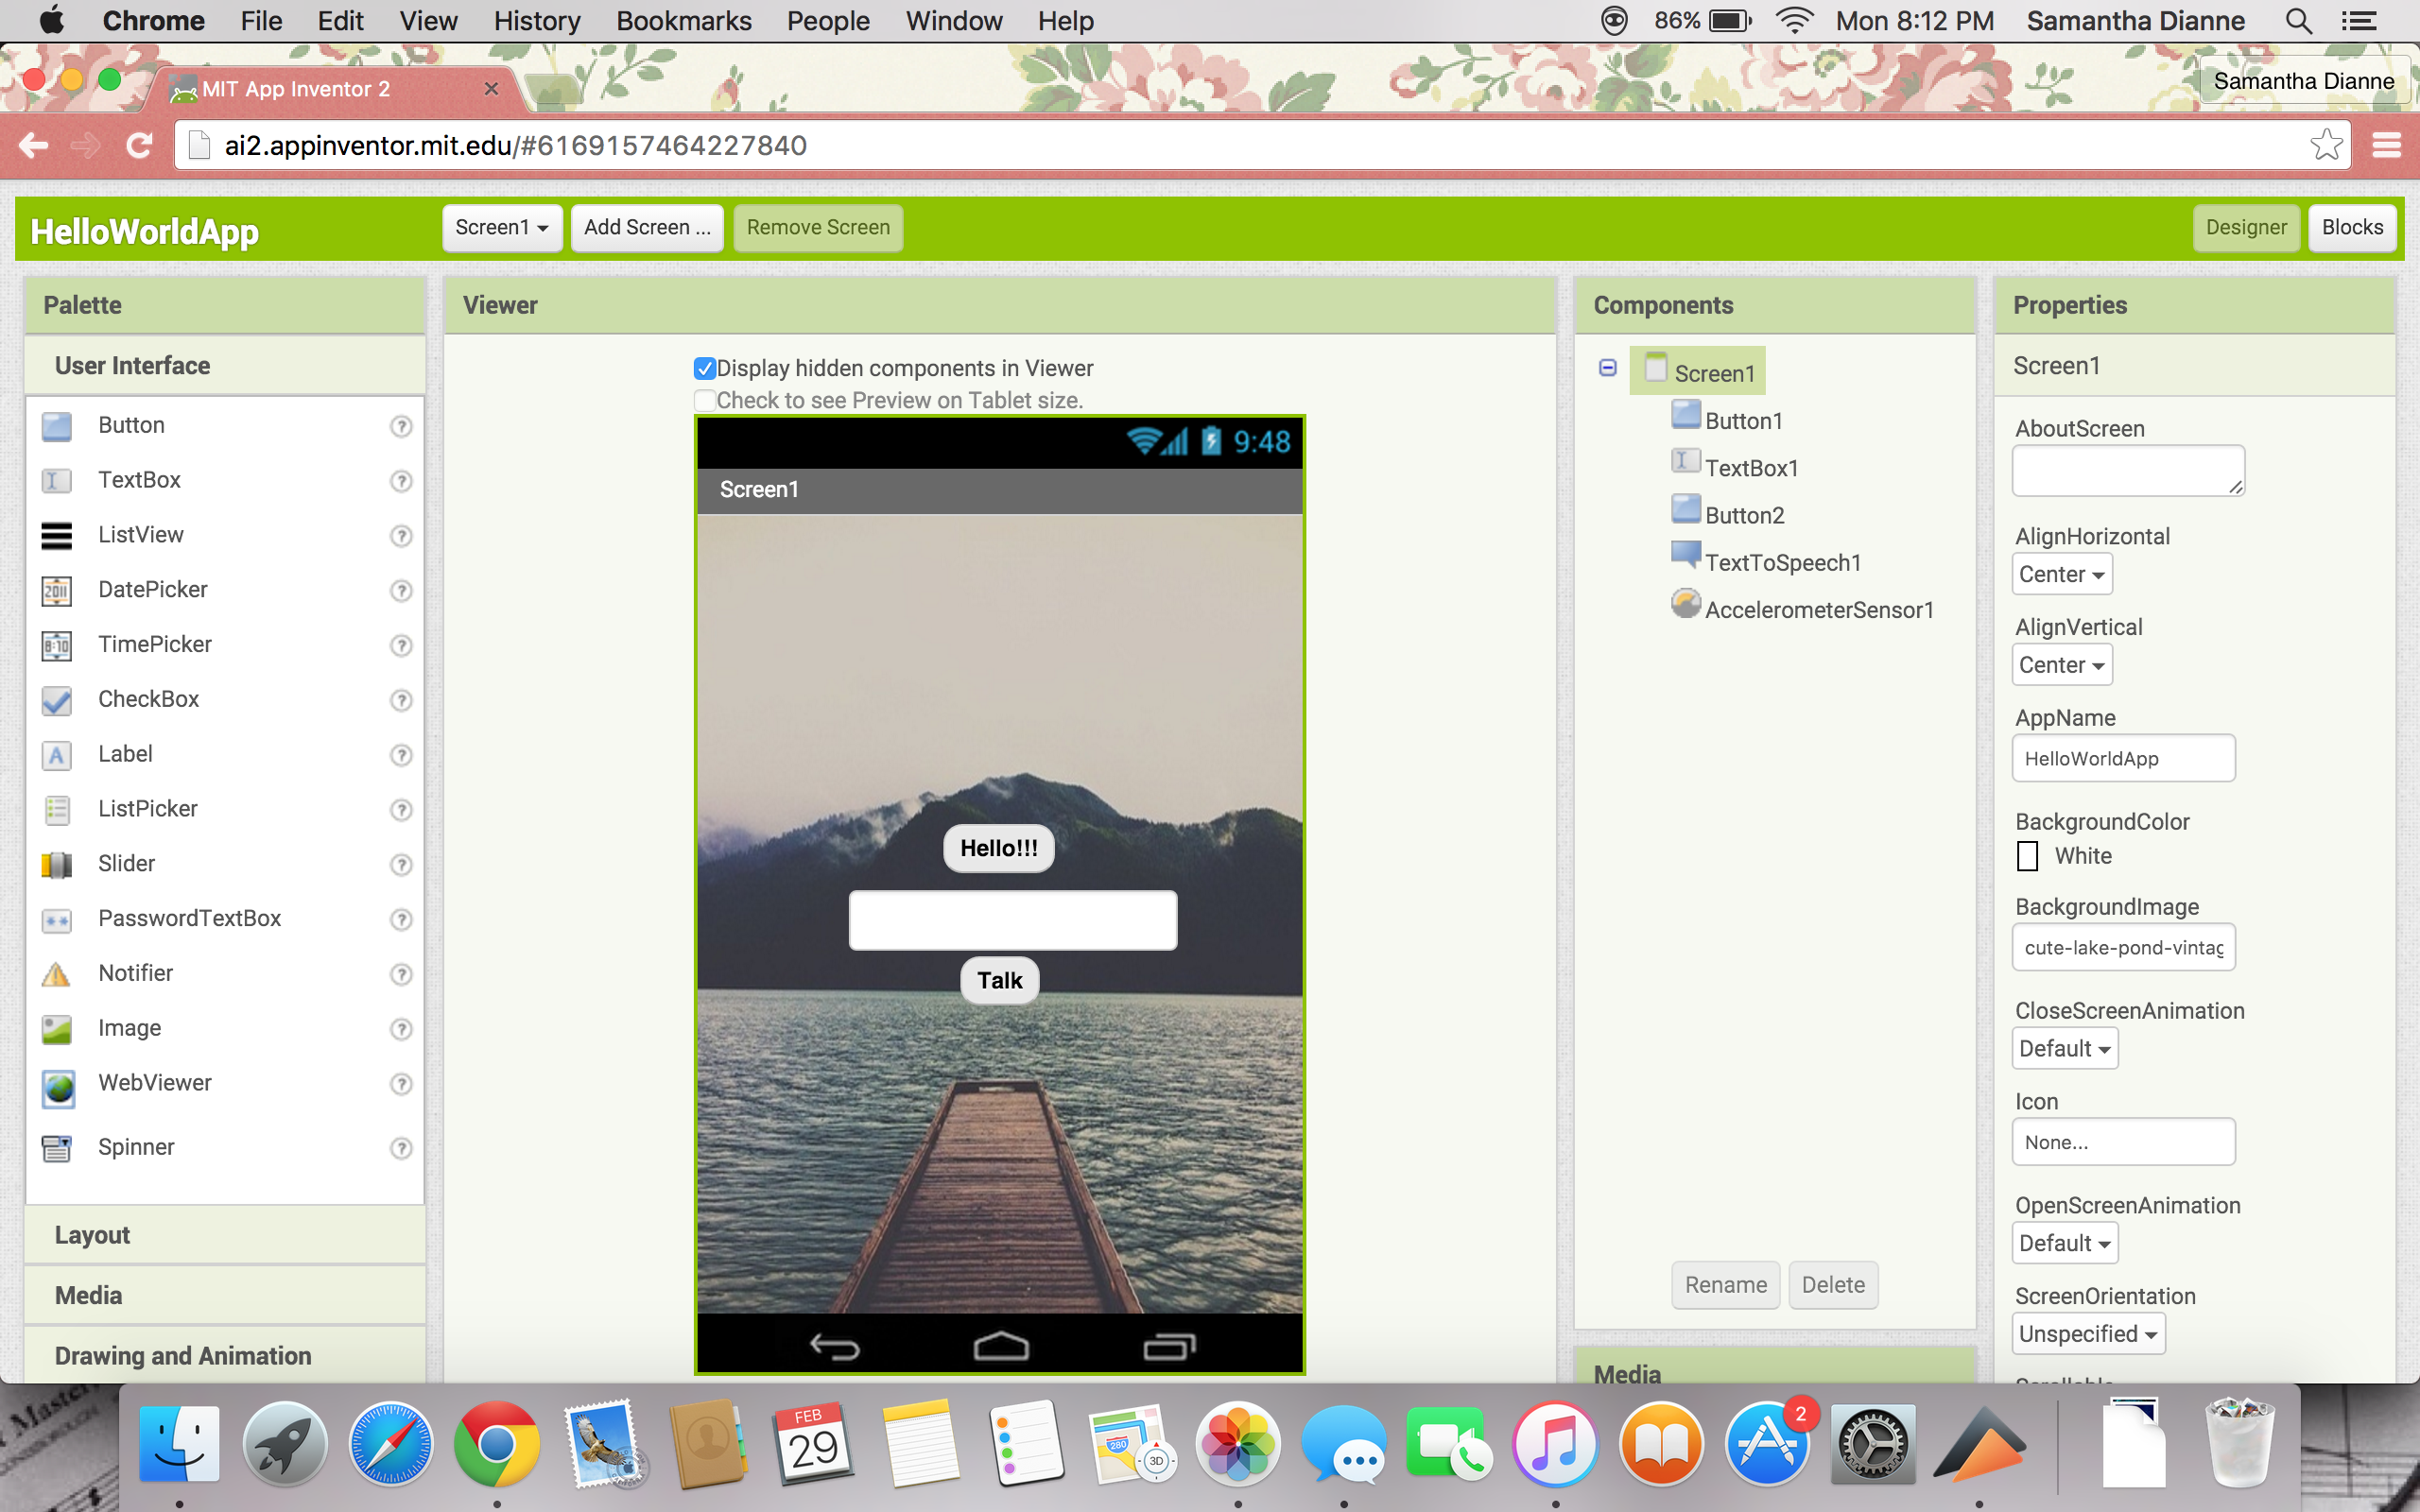 Chrome File Edit View History Bookmarks People Window Help 86% Mon 8:12 PM Samantha Dianne
MIT App Inventor 2
Samantha Dianne
ai2.appinventor.mit.edu/#6169157464227840
HelloWorldApp Screen1 Add Screen ... Remove Screen Designer Blocks
Palette
User Interface
Button
TextBox
ListView
DatePicker
TimePicker
CheckBox
Label
ListPicker
Slider
PasswordTextBox
Notifier
Image
WebViewer
Spinner
Layout
Media
Drawing and Animation
Viewer
Display hidden components in Viewer
Check to see Preview on Tablet size.
9:48
Screen1
Hello!!!
Talk
Components
Screen1
Button1
TextBox1
Button2
TextToSpeech1
AccelerometerSensor1
Rename Delete
Media
Properties
Screen1
AboutScreen
AlignHorizontal
Center
AlignVertical
Center
AppName
HelloWorldApp
BackgroundColor
White
BackgroundImage
cute-lake-pond-vintag
CloseScreenAnimation
Default
Icon
None...
OpenScreenAnimation
Default
ScreenOrientation
Unspecified
FEB
29
280
3D
2